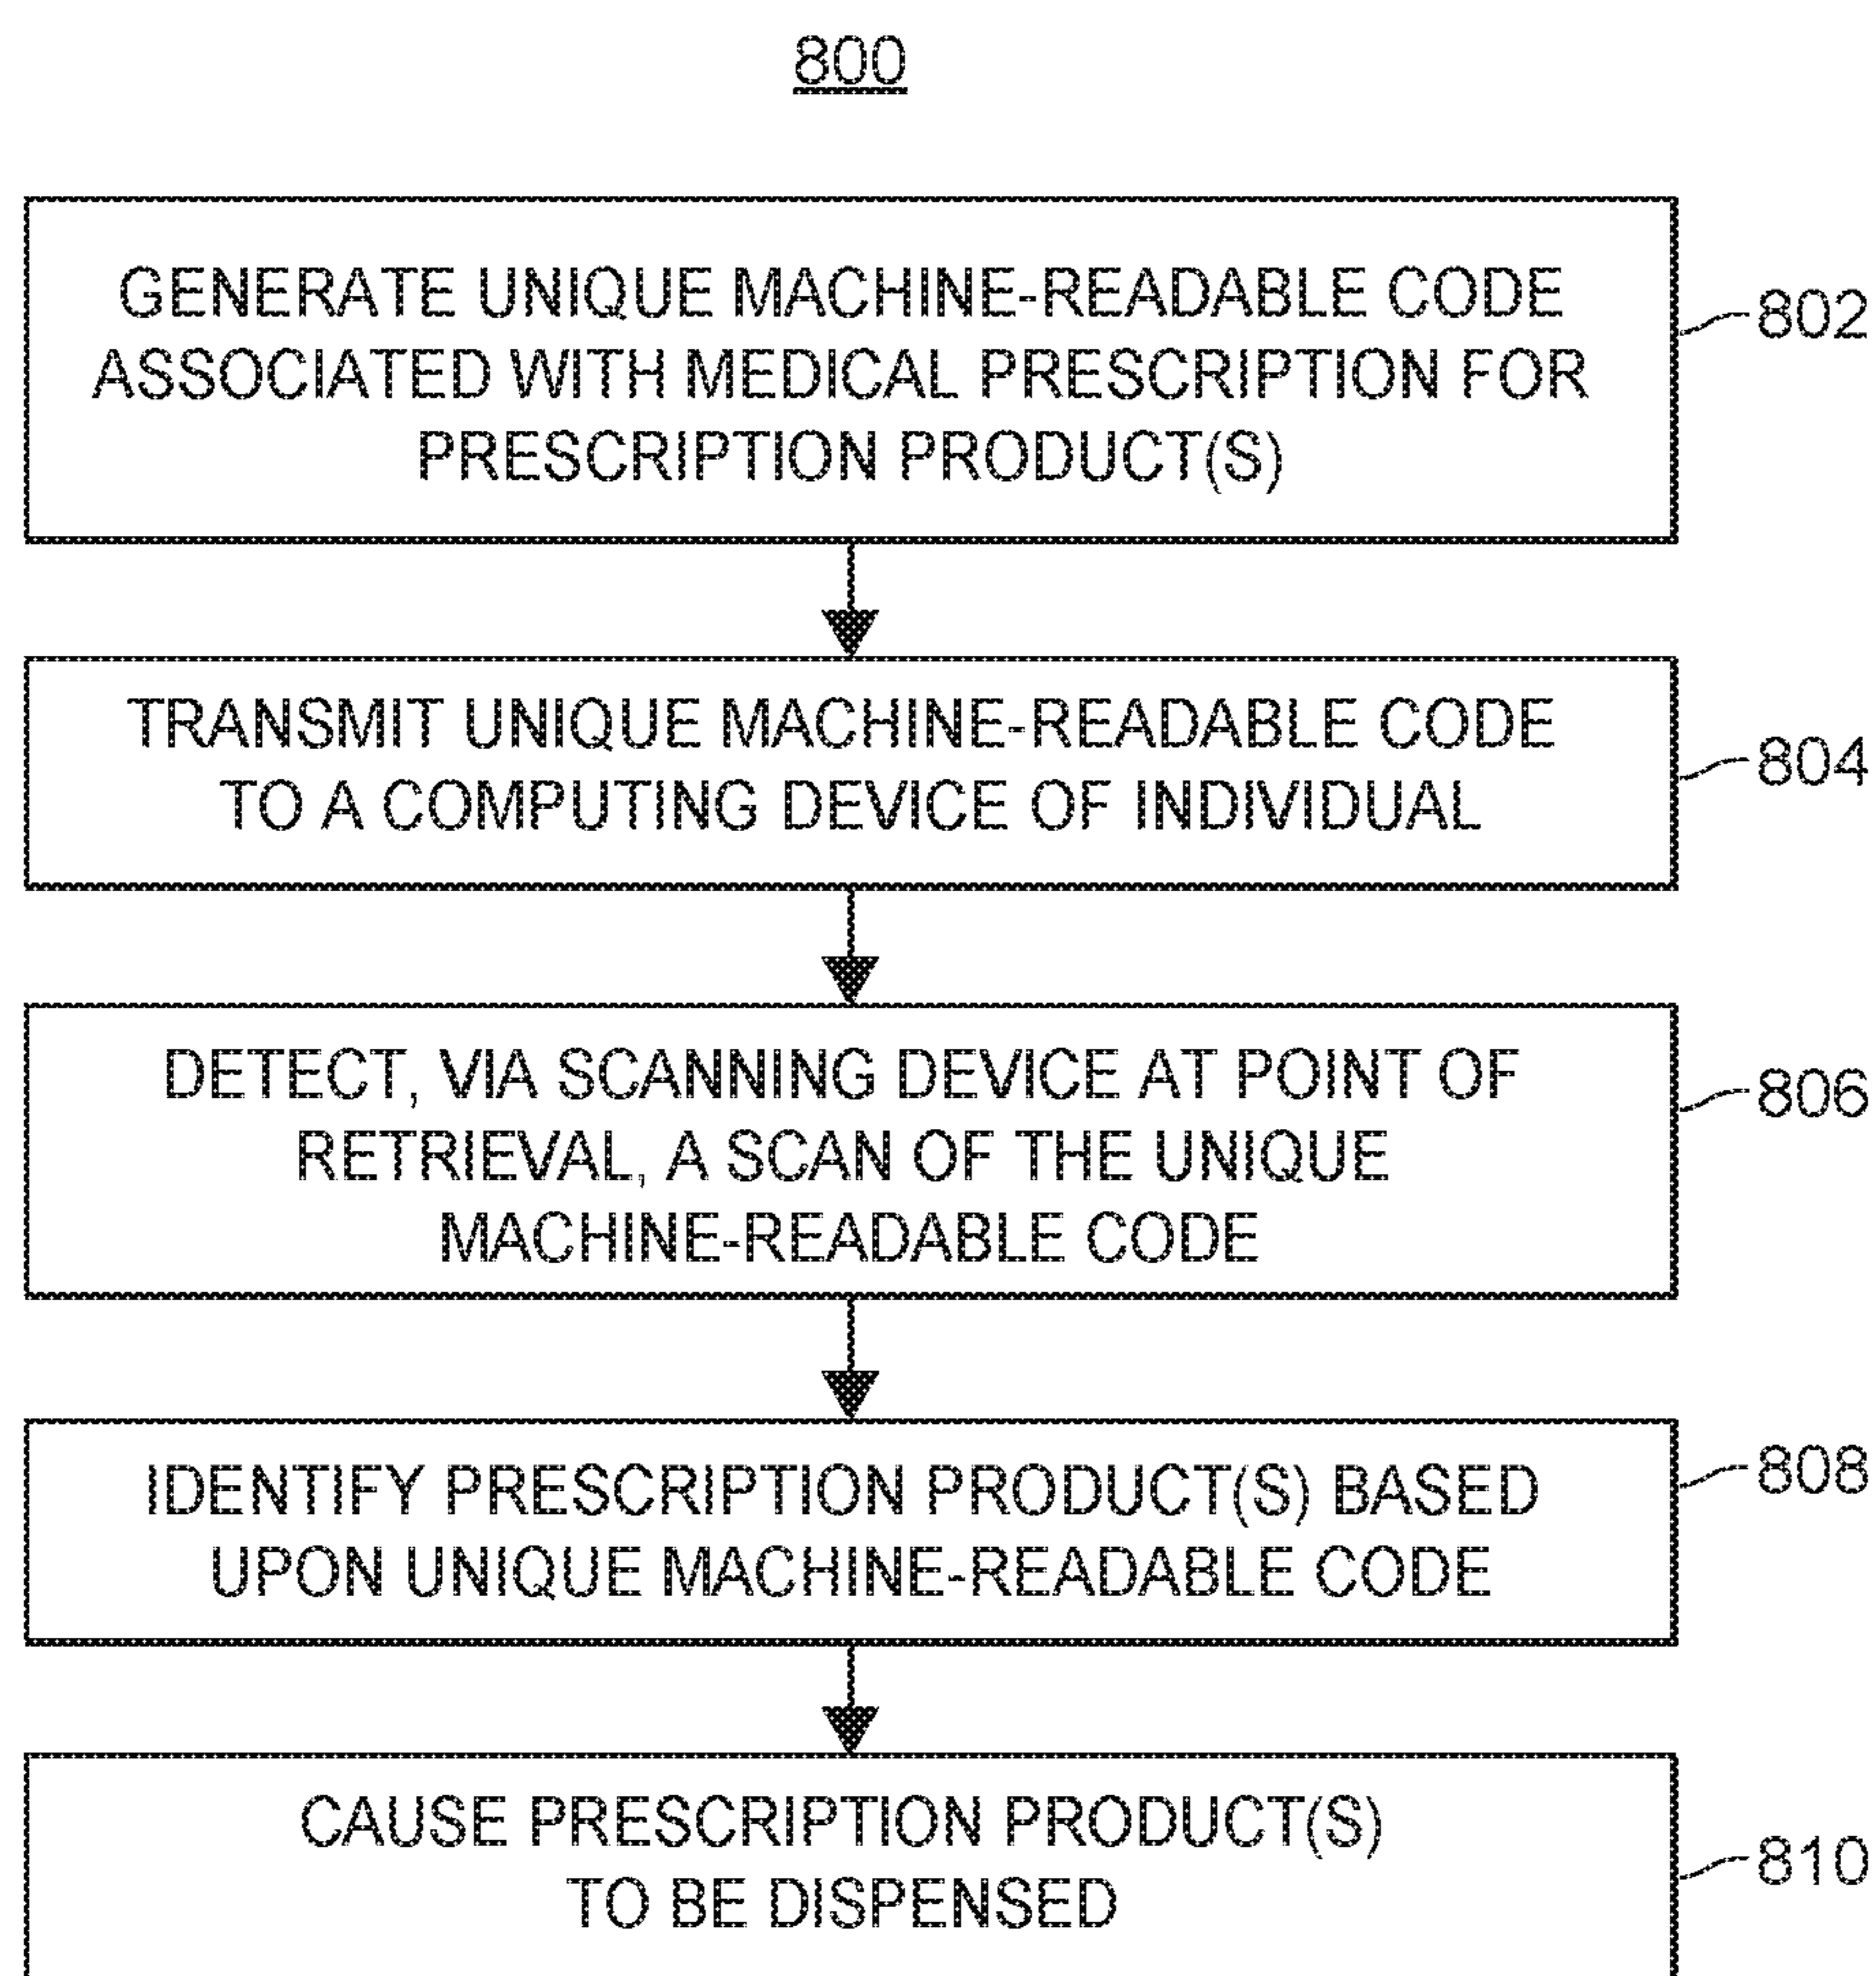 800
GENERATE UNIQUE MACHINE-READABLE CODE
ASSOCIATED WITH MEDICAL PRESCRIPTION FOR
PRESCRIPTION PRODUCT(S)
802
TRANSMIT UNIQUE MACHINE-READABLE CODE
TO A COMPUTING DEVICE OF INDIVIDUAL
804
DETECT, VIA SCANNING DEVICE AT POINT OF
RETRIEVAL, A SCAN OF THE UNIQUE
MACHINE-READABLE CODE
806
IDENTIFY PRESCRIPTION PRODUCT(S) BASED
UPON UNIQUE MACHINE-READABLE CODE
808
CAUSE PRESCRIPTION PRODUCT(S)
TO BE DISPENSED
810